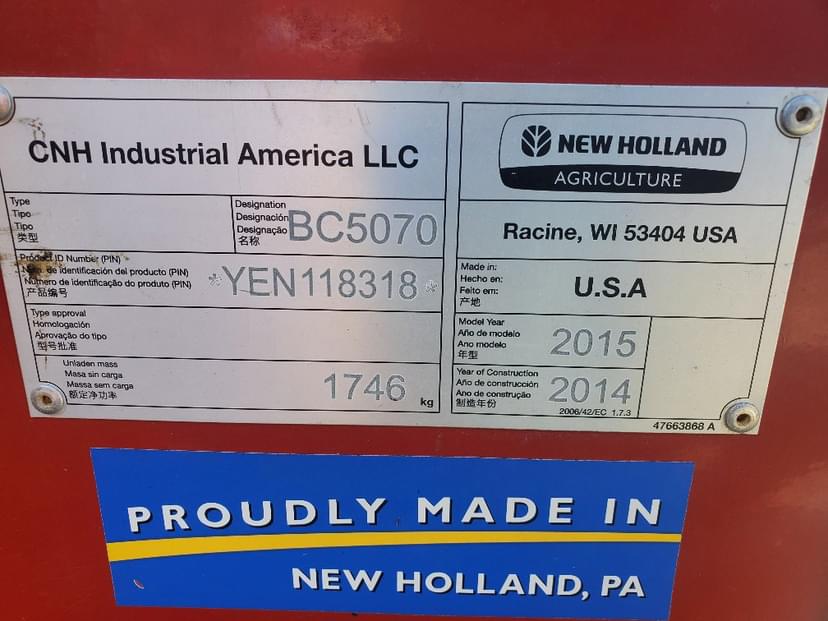 CNH Industrial America LLC
Type
Tipo
Tipo
类型
Designation
Designación
Designação
名称
BC5070
Product ID Number (PIN)
Núm. de identificación del producto (PIN)
Número de identificação do produto (PIN)
产品编号
*YEN118318*
Type approval
Homologación
Aprovação do tipo
型号批准
Unladen mass
Masa sin carga
Massa sem carga
额定净功率
1746 kg
NEW HOLLAND
AGRICULTURE
Racine, WI 53404 USA
Made in:
Hecho en:
Feito em:
产地
U.S.A
Model Year
Año de modelo
Ano modelo
年型
2015
Year of Construction
Año de construcción
Ano de construção
制造年份
2014
2006/42/EC 1.7.3
47663868 A
PROUDLY MADE IN
NEW HOLLAND, PA